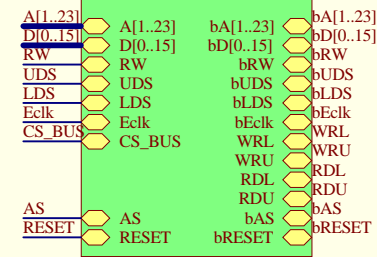 A[1..23] A[1..23] bA[1..23] bA[1..23]
D[0..15] D[0..15] bD[0..15] bD[0..15]
RW RW bRW bRW
UDS UDS bUDS bUDS
LDS LDS bLDS bLDS
Eclk Eclk bEclk bEclk
CS_BUS CS_BUS WRL WRL
WRU WRU
RDL RDL
RDU RDU
AS AS bAS bAS
RESET RESET bRESET bRESET